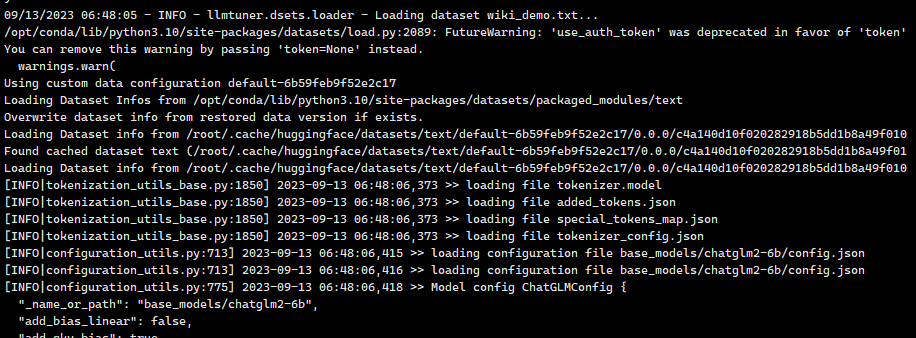 09/13/2023 06:48:05 - INFO - llmtuner.dsets.loader - Loading dataset wiki_demo.txt...
/opt/conda/lib/python3.10/site-packages/datasets/load.py:2089: FutureWarning: 'use_auth_token' was deprecated in favor of 'token'
You can remove this warning by passing 'token=None' instead.
  warnings.warn(
Using custom data configuration default-6b59feb9f52e2c17
Loading Dataset Infos from /opt/conda/lib/python3.10/site-packages/datasets/packaged_modules/text
Overwrite dataset info from restored data version if exists.
Loading Dataset info from /root/.cache/huggingface/datasets/text/default-6b59feb9f52e2c17/0.0.0/c4a140d10f020282918b5dd1b8a49f010
Found cached dataset text (/root/.cache/huggingface/datasets/text/default-6b59feb9f52e2c17/0.0.0/c4a140d10f020282918b5dd1b8a49f01
Loading Dataset info from /root/.cache/huggingface/datasets/text/default-6b59feb9f52e2c17/0.0.0/c4a140d10f020282918b5dd1b8a49f010
[INFO|tokenization_utils_base.py:1850] 2023-09-13 06:48:06,373 >> loading file tokenizer.model
[INFO|tokenization_utils_base.py:1850] 2023-09-13 06:48:06,373 >> loading file added_tokens.json
[INFO|tokenization_utils_base.py:1850] 2023-09-13 06:48:06,373 >> loading file special_tokens_map.json
[INFO|tokenization_utils_base.py:1850] 2023-09-13 06:48:06,373 >> loading file tokenizer_config.json
[INFO|configuration_utils.py:713] 2023-09-13 06:48:06,415 >> loading configuration file base_models/chatglm2-6b/config.json
[INFO|configuration_utils.py:713] 2023-09-13 06:48:06,416 >> loading configuration file base_models/chatglm2-6b/config.json
[INFO|configuration_utils.py:775] 2023-09-13 06:48:06,418 >> Model config ChatGLMConfig {
  "_name_or_path": "base_models/chatglm2-6b",
  "add_bias_linear": false,
  "add_qkv_bias": true